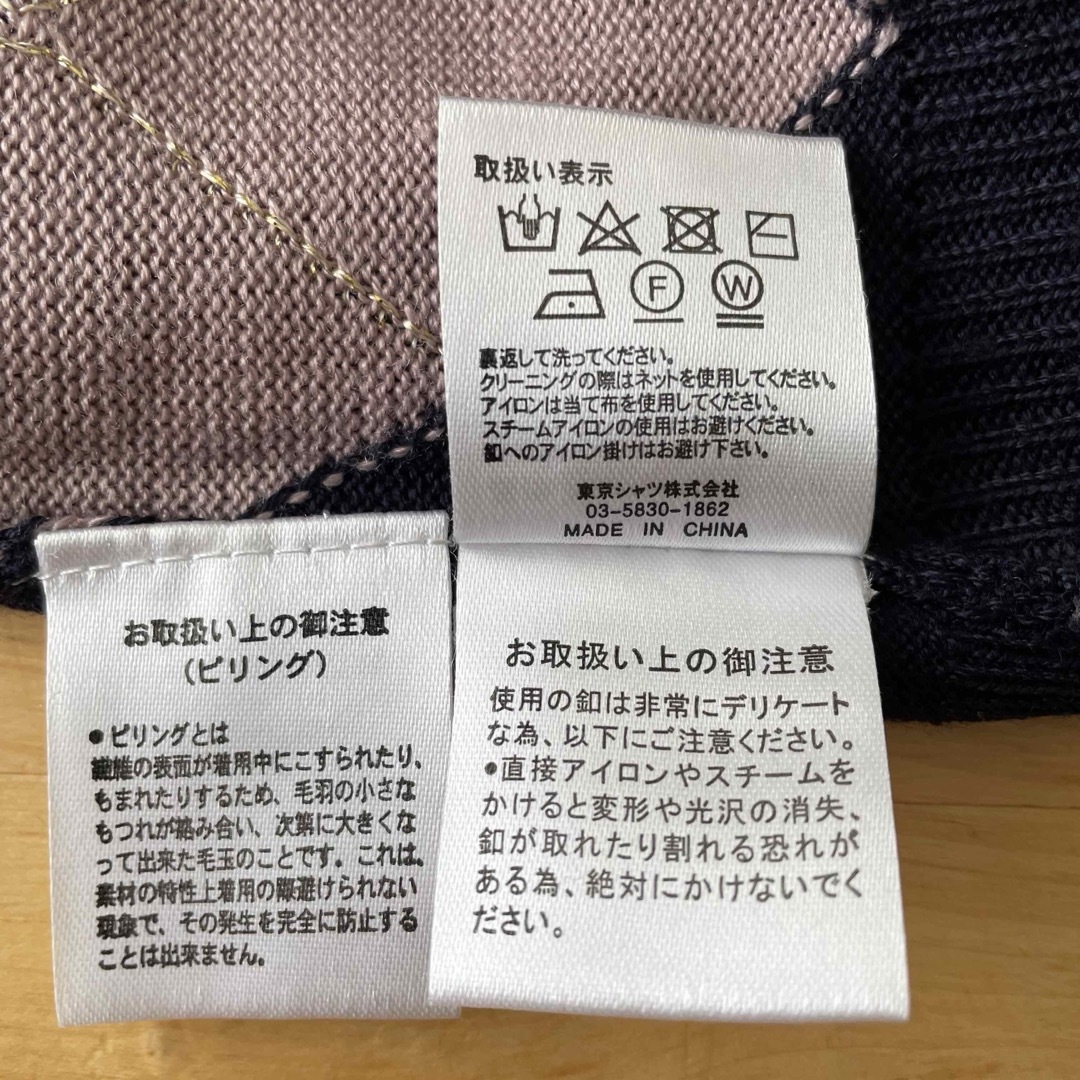 取扱い表示
F W
裏返して洗ってください。
クリーニングの際はネットを使用してください。
アイロンは当て布を使用してください。
スチームアイロンの使用はお避けください。
釦へのアイロン掛けはお避け下さい。
東京シャツ株式会社
03-5830-1862
MADE IN CHINA
お取扱い上の御注意
(ピリング)
●ピリングとは
繊維の表面が着用中にこすられたり、
もまれたりするため、毛羽の小さな
もつれが絡み合い、次第に大きくな
って出来た毛玉のことです。これは、
素材の特性上着用の際避けられない
現象で、その発生を完全に防止する
ことは出来ません。
お取扱い上の御注意
使用の釦は非常にデリケート
な為、以下にご注意ください。
●直接アイロンやスチームを
かけると変形や光沢の消失、
釦が取れたり割れる恐れが
ある為、絶対にかけないでく
ださい。